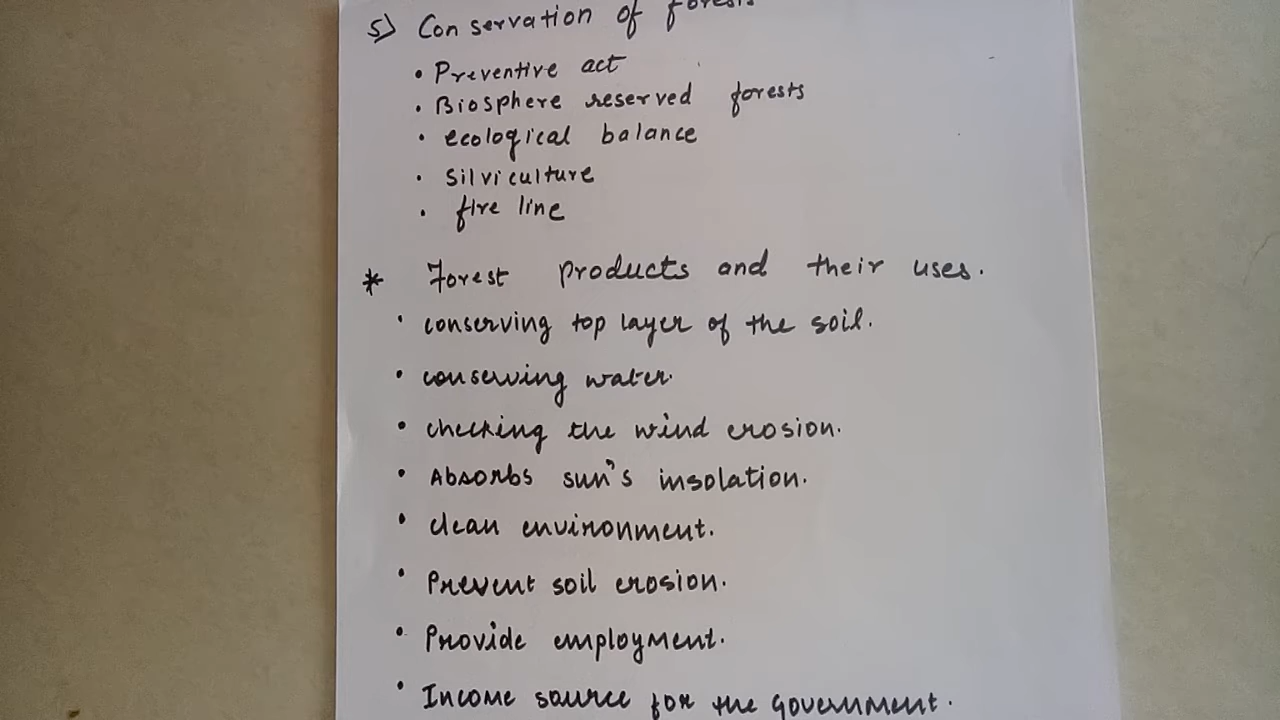 5) Conservation of forests
• Preventive act
• Biosphere reserved forests
• ecological balance
• silviculture
• fire line
* Forest products and their uses.
• conserving top layer of the soil.
• conserving water.
• checking the wind erosion.
• Absorbs sun's insolation.
• clean environment.
• Prevent soil erosion.
• Provide employment.
• Income source for the Government.